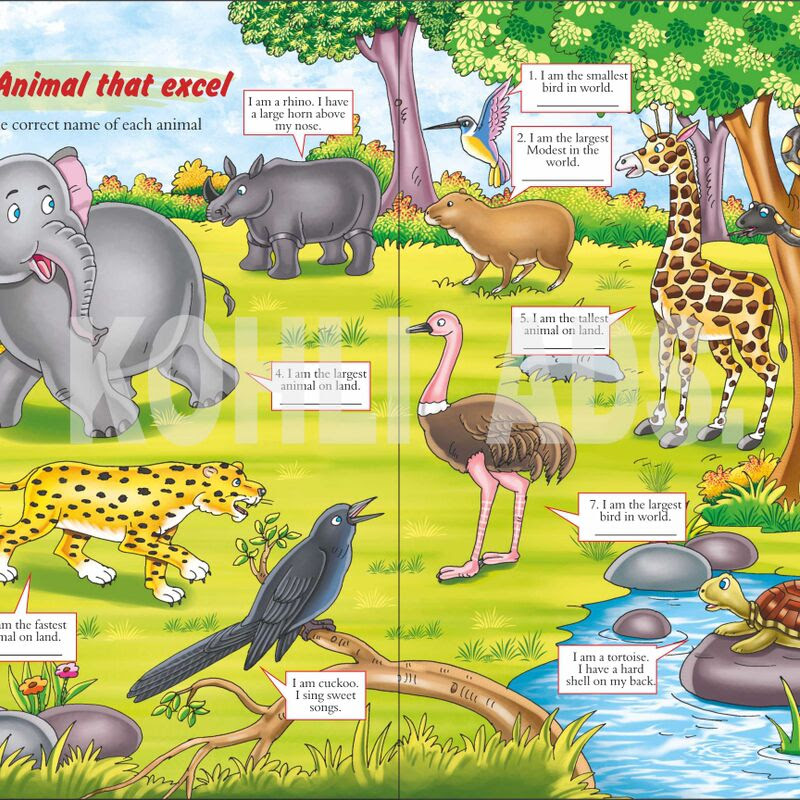 Animal that excel
correct name of each animal
I am a rhino. I have
a large horn above
my nose.
1. I am the smallest
bird in world.
2. I am the largest
Modest in the
world.
5. I am the tallest
animal on land.
4. I am the largest
animal on land.
KOHLI ADS.
7. I am the largest
bird in world.
am the fastest
on land.
I am cuckoo.
I sing sweet
songs.
I am a tortoise.
I have a hard
shell on my back.